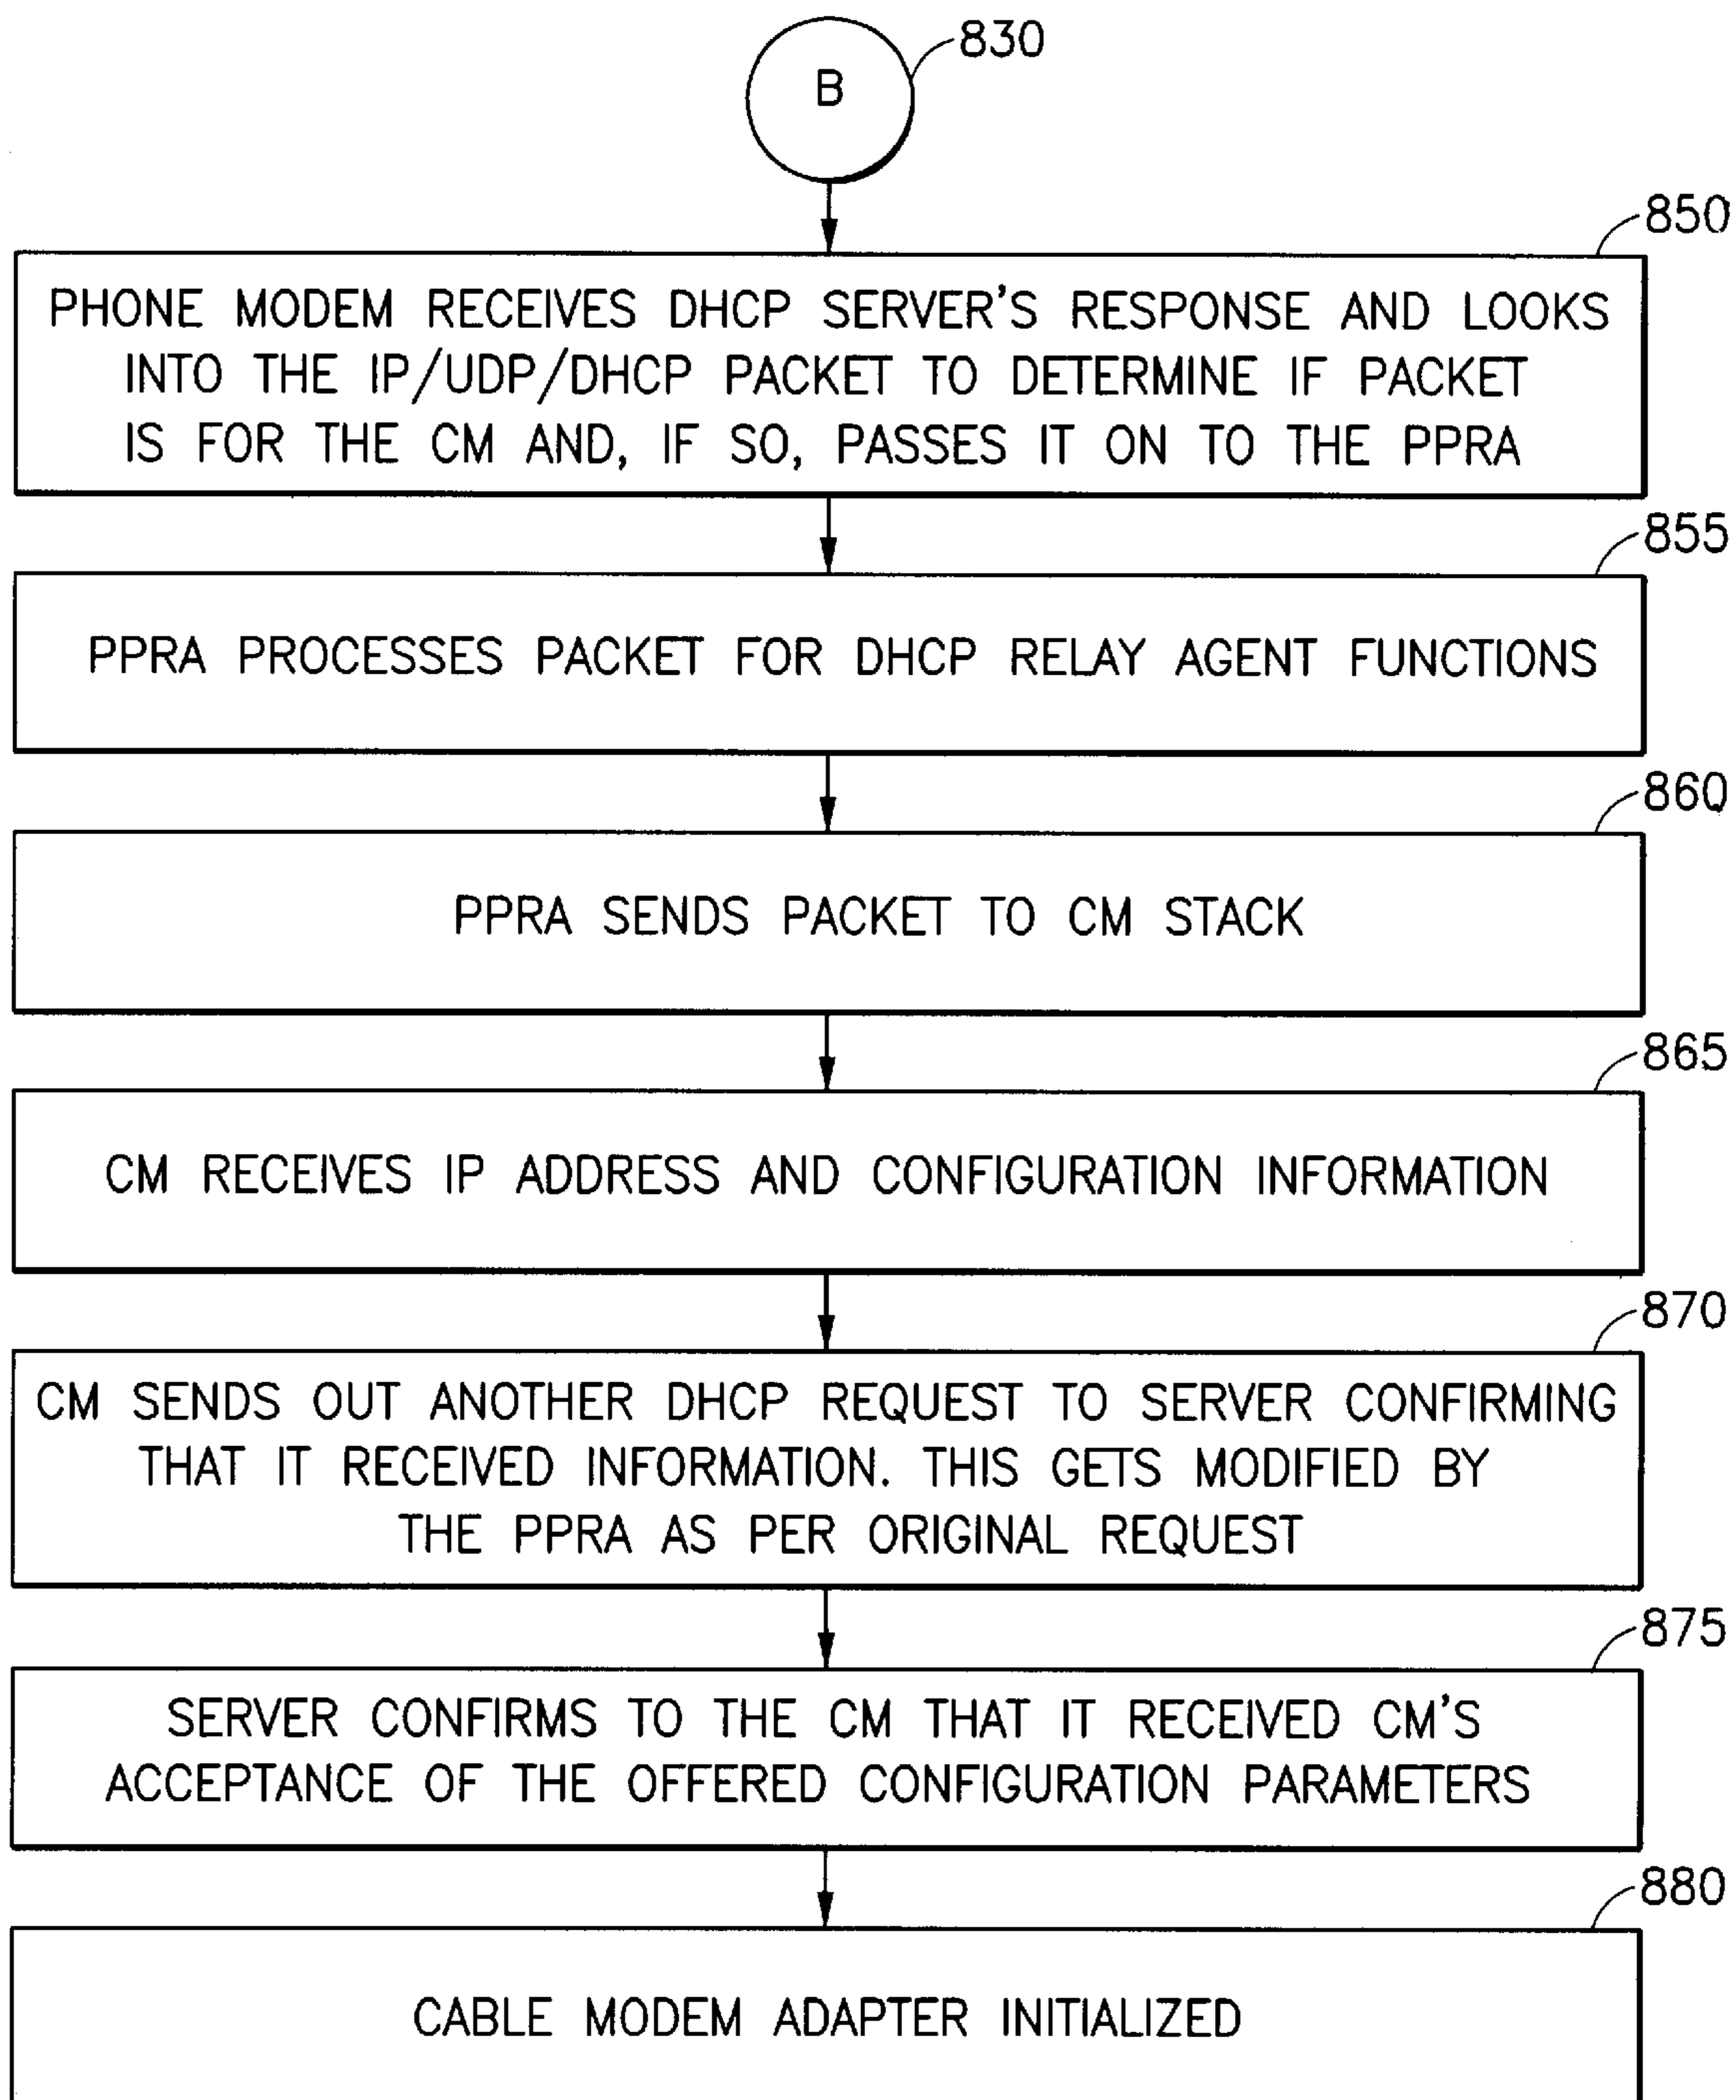 B
830
850
PHONE MODEM RECEIVES DHCP SERVER'S RESPONSE AND LOOKS
INTO THE IP/UDP/DHCP PACKET TO DETERMINE IF PACKET
IS FOR THE CM AND, IF SO, PASSES IT ON TO THE PPRA
855
PPRA PROCESSES PACKET FOR DHCP RELAY AGENT FUNCTIONS
860
PPRA SENDS PACKET TO CM STACK
865
CM RECEIVES IP ADDRESS AND CONFIGURATION INFORMATION
870
CM SENDS OUT ANOTHER DHCP REQUEST TO SERVER CONFIRMING
THAT IT RECEIVED INFORMATION. THIS GETS MODIFIED BY
THE PPRA AS PER ORIGINAL REQUEST
875
SERVER CONFIRMS TO THE CM THAT IT RECEIVED CM'S
ACCEPTANCE OF THE OFFERED CONFIGURATION PARAMETERS
880
CABLE MODEM ADAPTER INITIALIZED